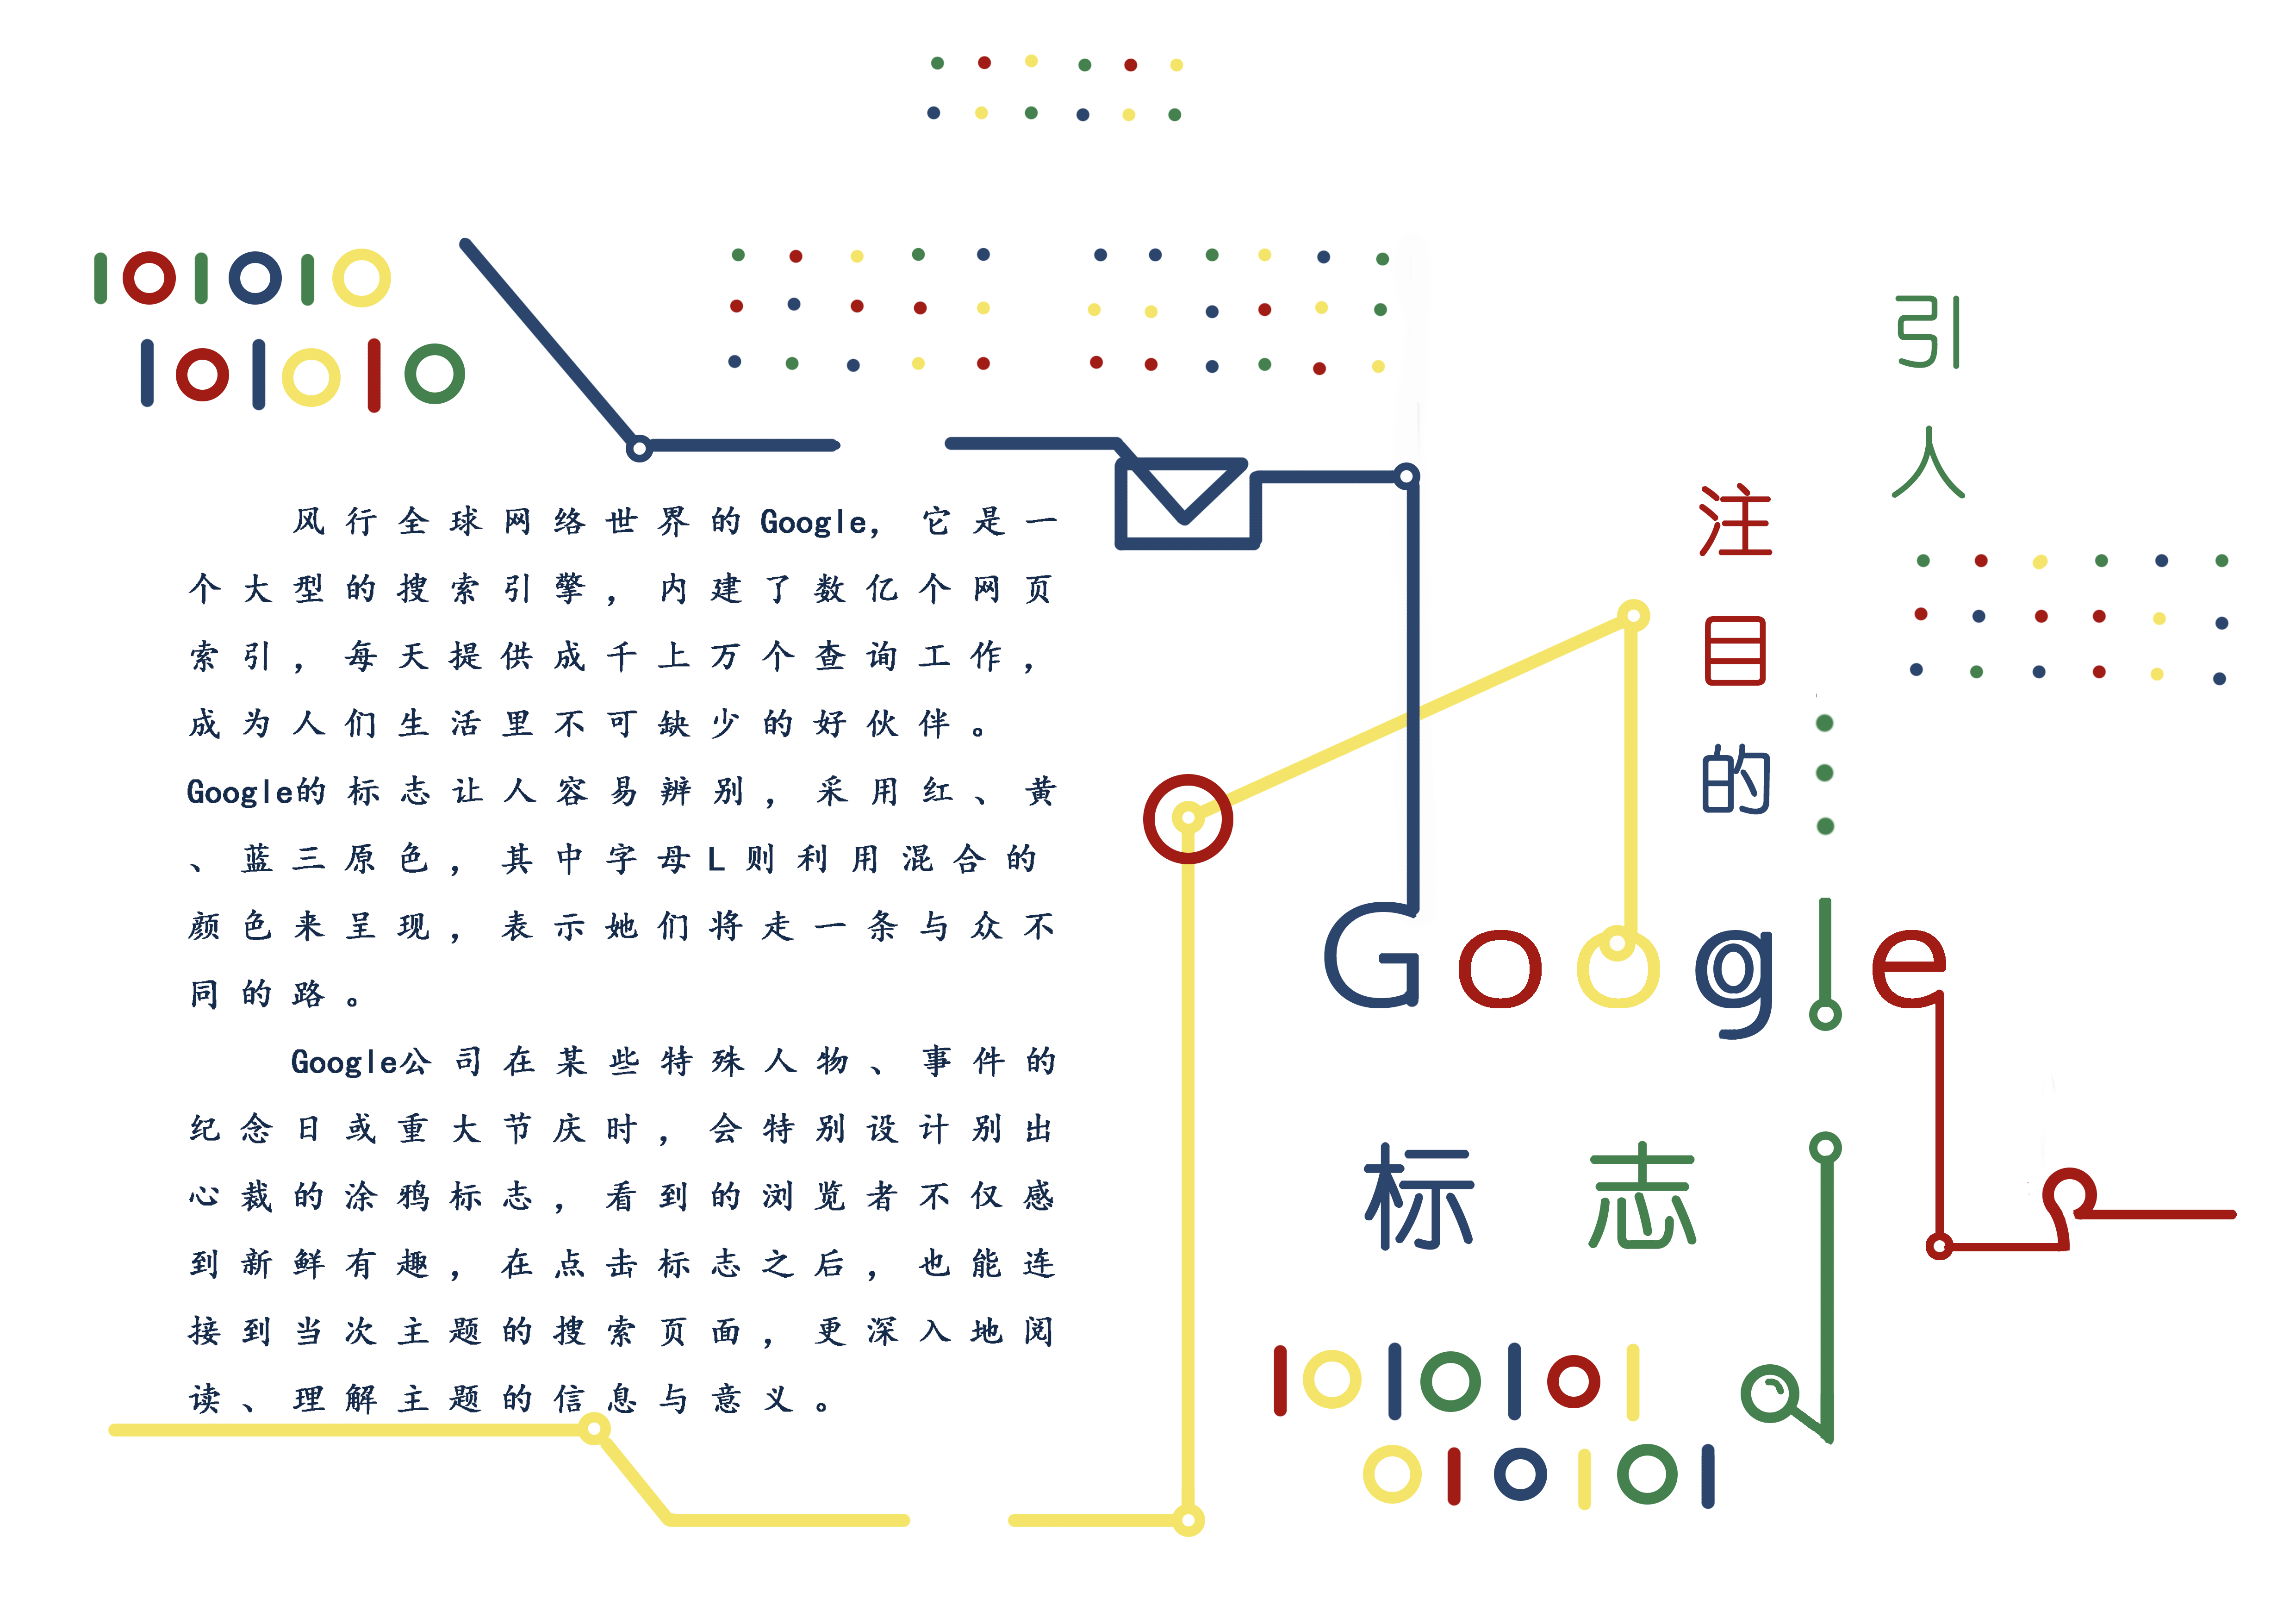 101010
101010
引人
注目的
Google
标志
风行全球网络世界的Google，它是一
个大型的搜索引擎，内建了数亿个网页
索引，每天提供成千上万个查询工作，
成为人们生活里不可缺少的好伙伴。
Google的标志让人容易辨别，采用红、黄
、蓝三原色，其中字母L则利用混合的
颜色来呈现，表示她们将走一条与众不
同的路。
Google公司在某些特殊人物、事件的
纪念日或重大节庆时，会特别设计别出
心裁的涂鸦标志，看到的浏览者不仅感
到新鲜有趣，在点击标志之后，也能连
接到当次主题的搜索页面，更深入地阅
读、理解主题的信息与意义。
1010101
010101